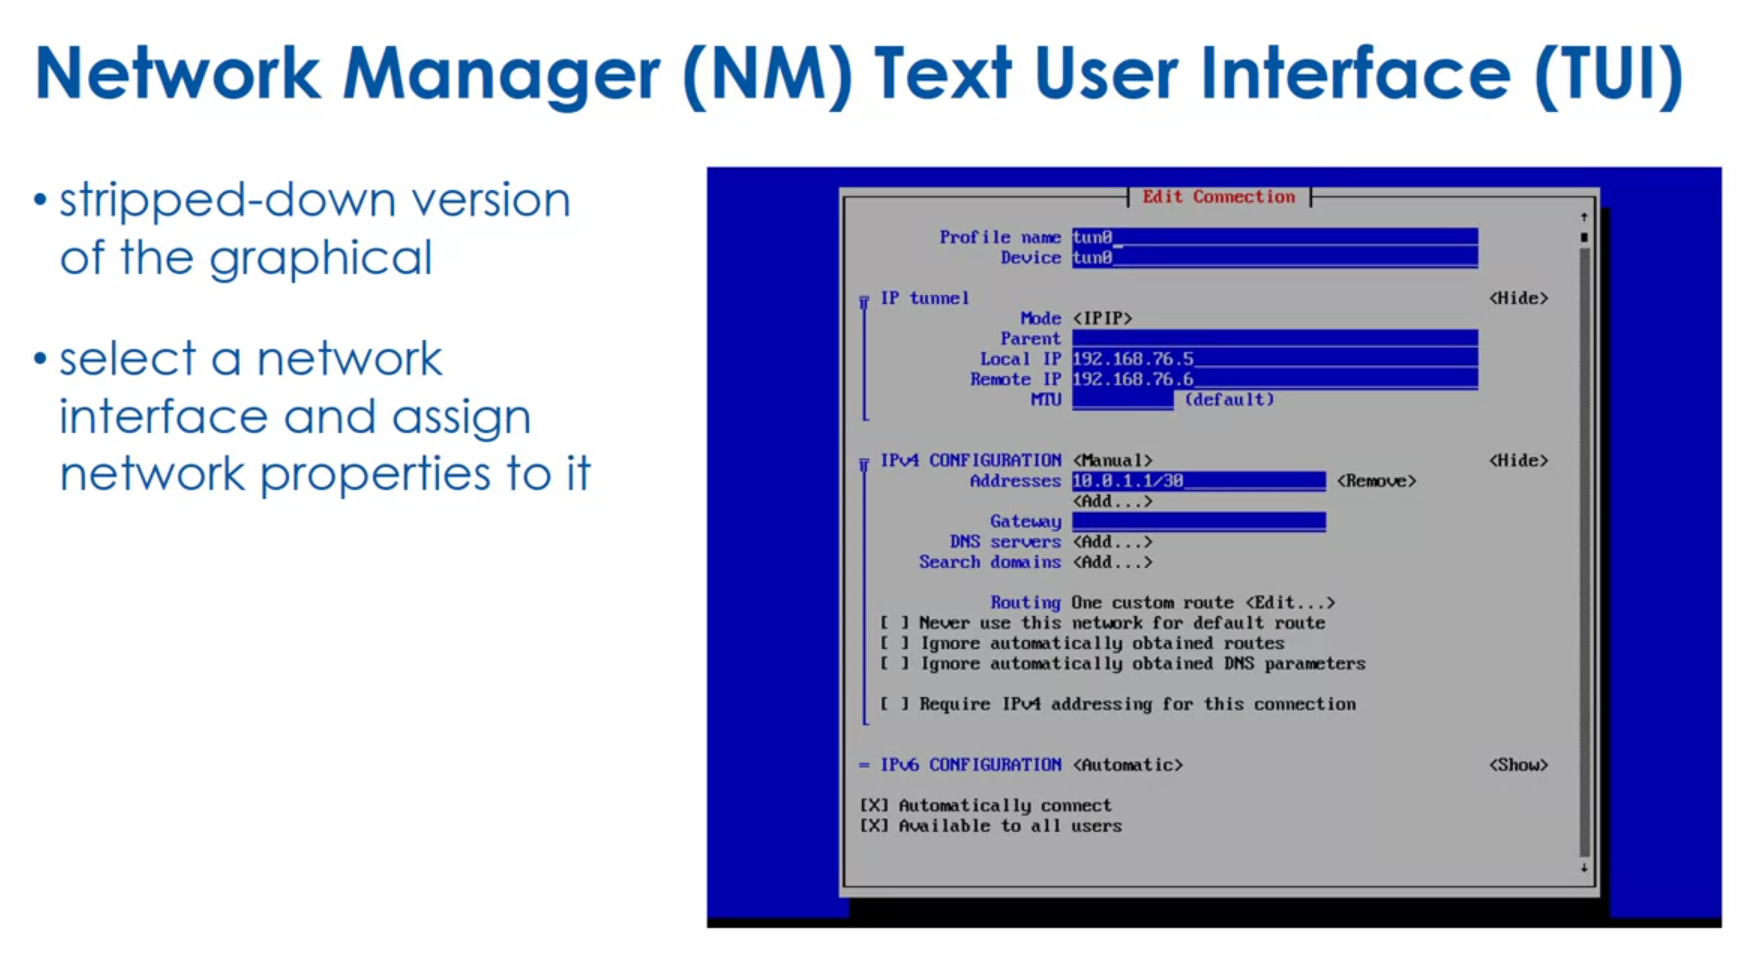 Network Manager (NM) Text User Interface (TUI)
• stripped-down version
of the graphical
• select a network
interface and assign
network properties to it
Edit Connection
Profile name tun0
Device tun0
IP tunnel <Hide>
Mode <IPIP>
Parent
Local IP 192.168.76.5
Remote IP 192.168.76.6
MTU (default)
IPv4 CONFIGURATION <Manual> <Hide>
Addresses 10.0.1.1/30 <Remove>
<Add...>
Gateway
DNS servers <Add...>
Search domains <Add...>
Routing One custom route <Edit...>
[ ] Never use this network for default route
[ ] Ignore automatically obtained routes
[ ] Ignore automatically obtained DNS parameters
[ ] Require IPv4 addressing for this connection
= IPv6 CONFIGURATION <Automatic> <Show>
[X] Automatically connect
[X] Available to all users